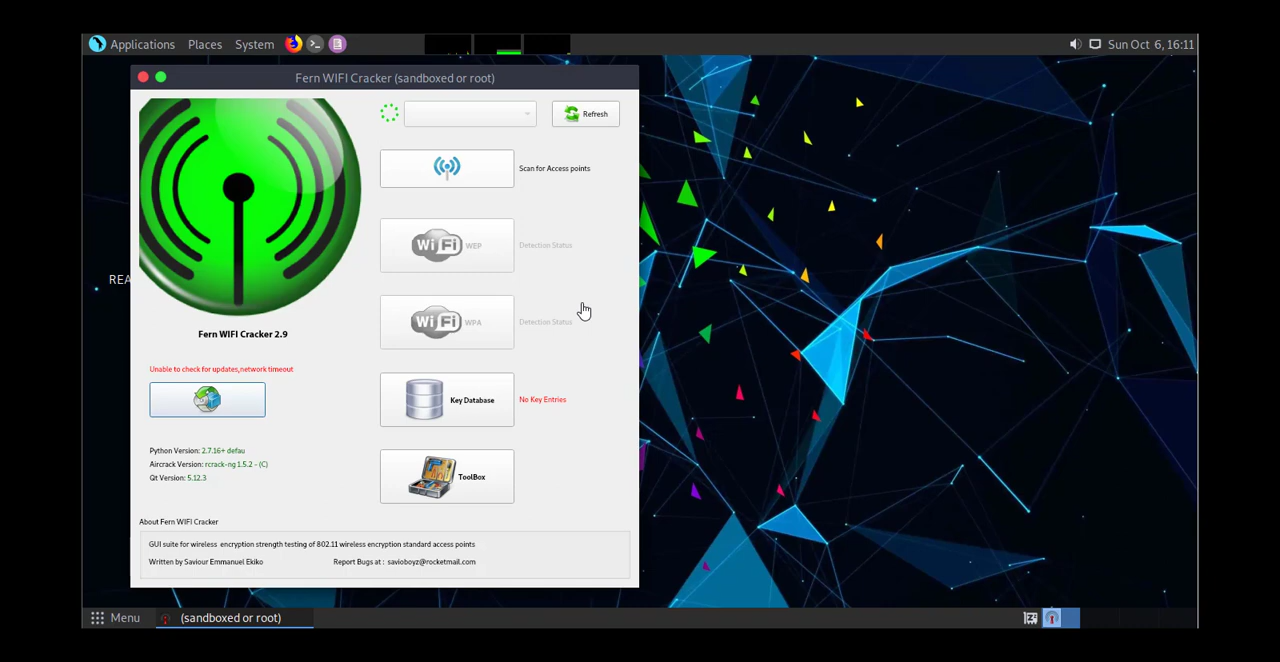 Applications Places System
Sun Oct 6, 16:11
Fern WIFI Cracker (sandboxed or root)
Refresh
Scan for Access points
WiFi WEP
Detection Status
REA
WiFi WPA
Detection Status
Fern WIFI Cracker 2.9
Unable to check for updates,network timeout
Key Database
No Key Entries
Python Version: 2.7.16+ defau
Aircrack Version: rcrack-ng 1.5.2 - (C)
Qt Version: 5.12.3
ToolBox
About Fern WIFI Cracker
GUI suite for wireless encryption strength testing of 802.11 wireless encryption standard access points
Written by Saviour Emmanuel Ekiko
Report Bugs at : savioboyz@rocketmail.com
Menu
(sandboxed or root)